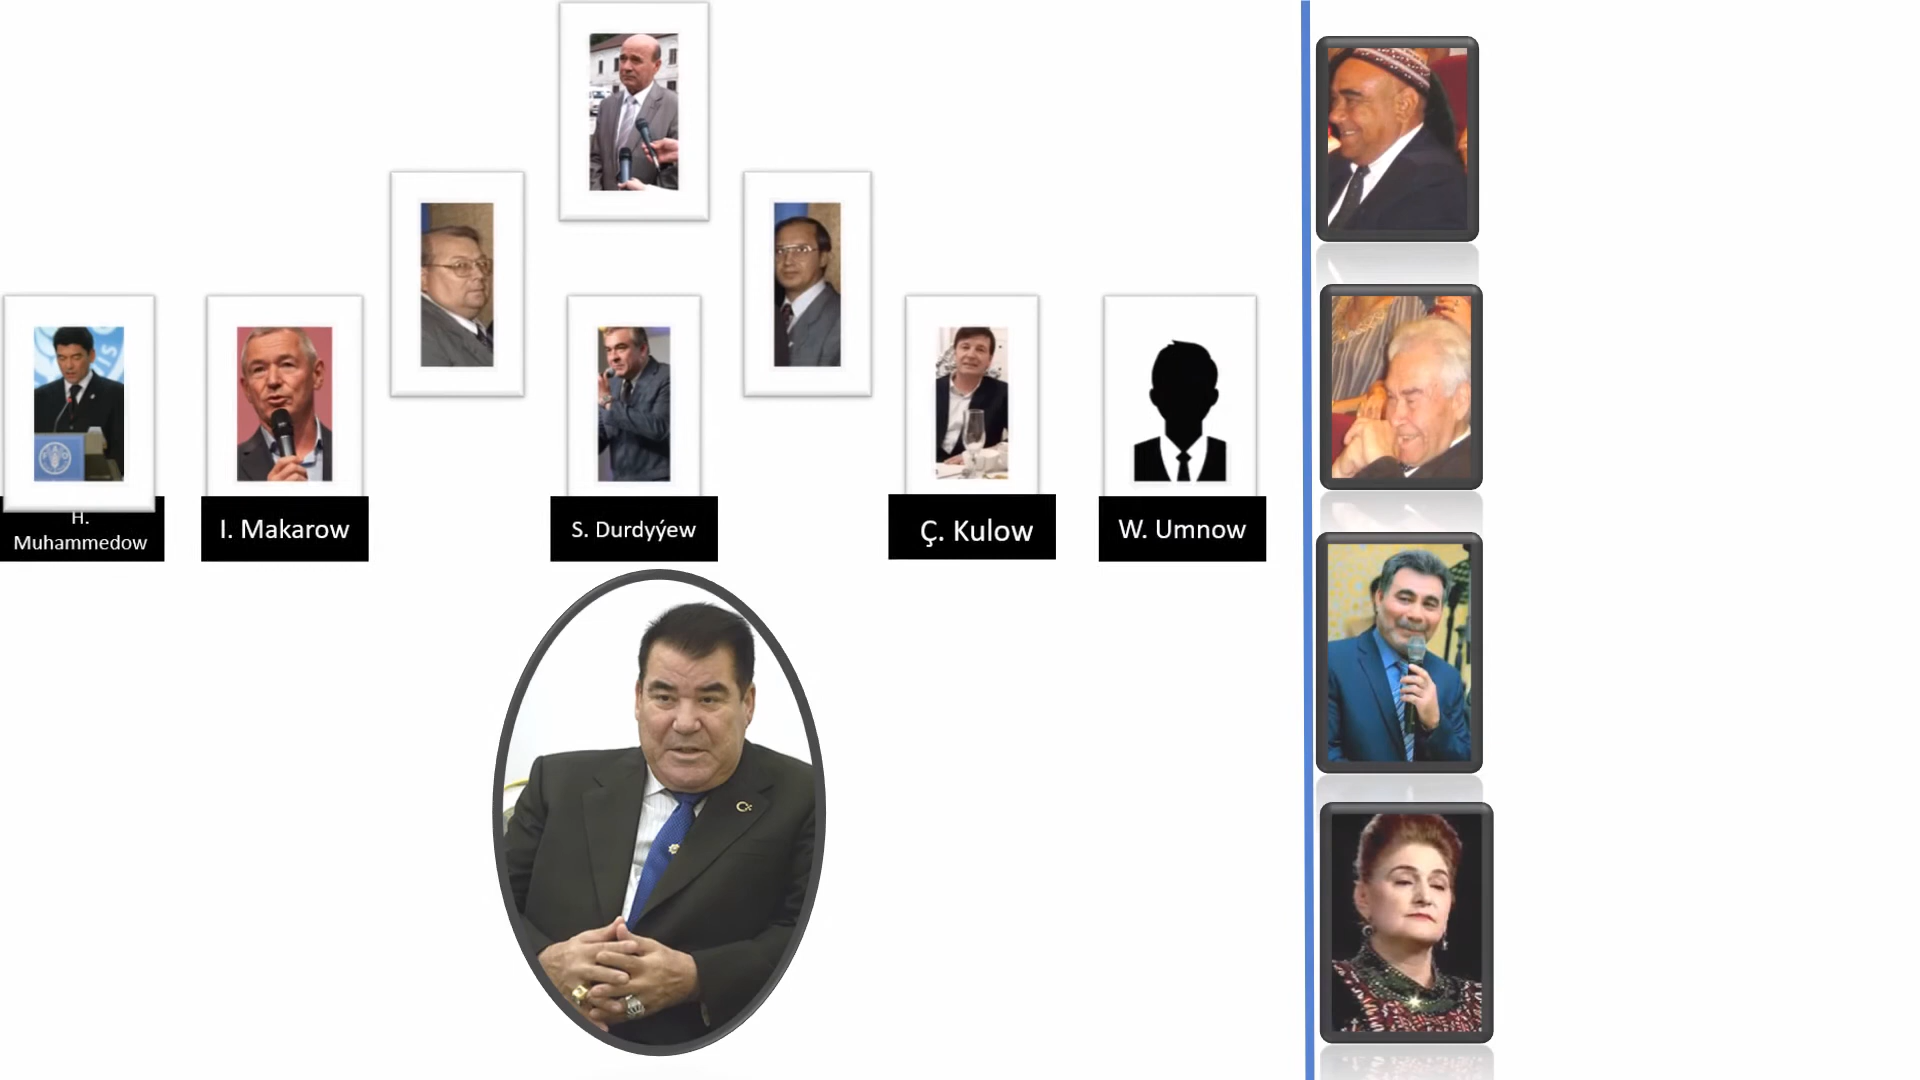 H.
Muhammedow
I. Makarow
S. Durdyýew
Ç. Kulow
W. Umnow